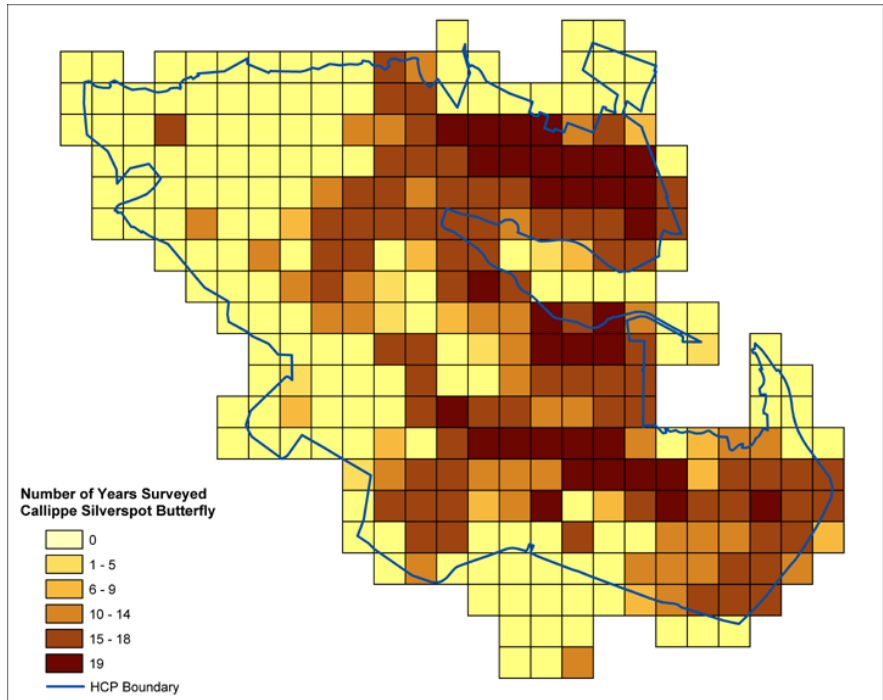 Number of Years Surveyed
Callippe Silverspot Butterfly
0
1 - 5
6 - 9
10 - 14
15 - 18
19
HCP Boundary